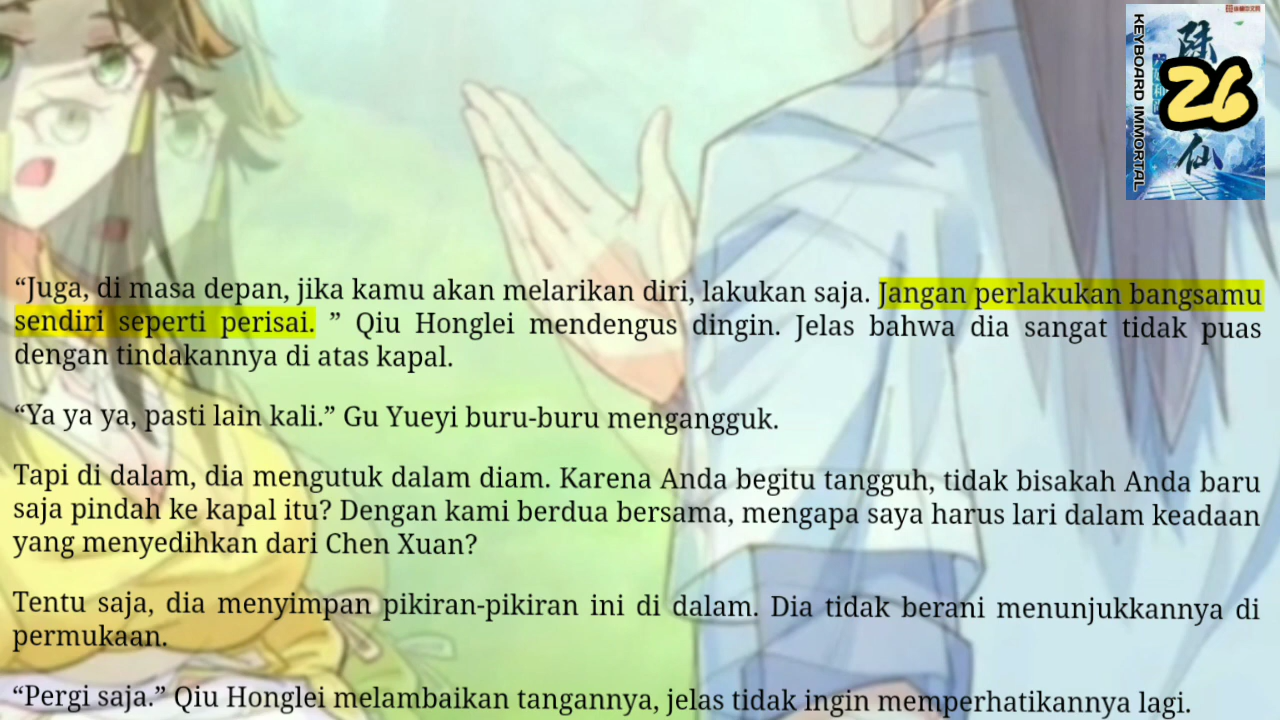 KEYBOARD IMMORTAL
陆
26
仙
“Juga, di masa depan, jika kamu akan melarikan diri, lakukan saja. Jangan perlakukan bangsamu
sendiri seperti perisai. ” Qiu Honglei mendengus dingin. Jelas bahwa dia sangat tidak puas
dengan tindakannya di atas kapal.
“Ya ya ya, pasti lain kali.” Gu Yueyi buru-buru mengangguk.
Tapi di dalam, dia mengutuk dalam diam. Karena Anda begitu tangguh, tidak bisakah Anda baru
saja pindah ke kapal itu? Dengan kami berdua bersama, mengapa saya harus lari dalam keadaan
yang menyedihkan dari Chen Xuan?
Tentu saja, dia menyimpan pikiran-pikiran ini di dalam. Dia tidak berani menunjukkannya di
permukaan.
“Pergi saja.” Qiu Honglei melambaikan tangannya, jelas tidak ingin memperhatikannya lagi.